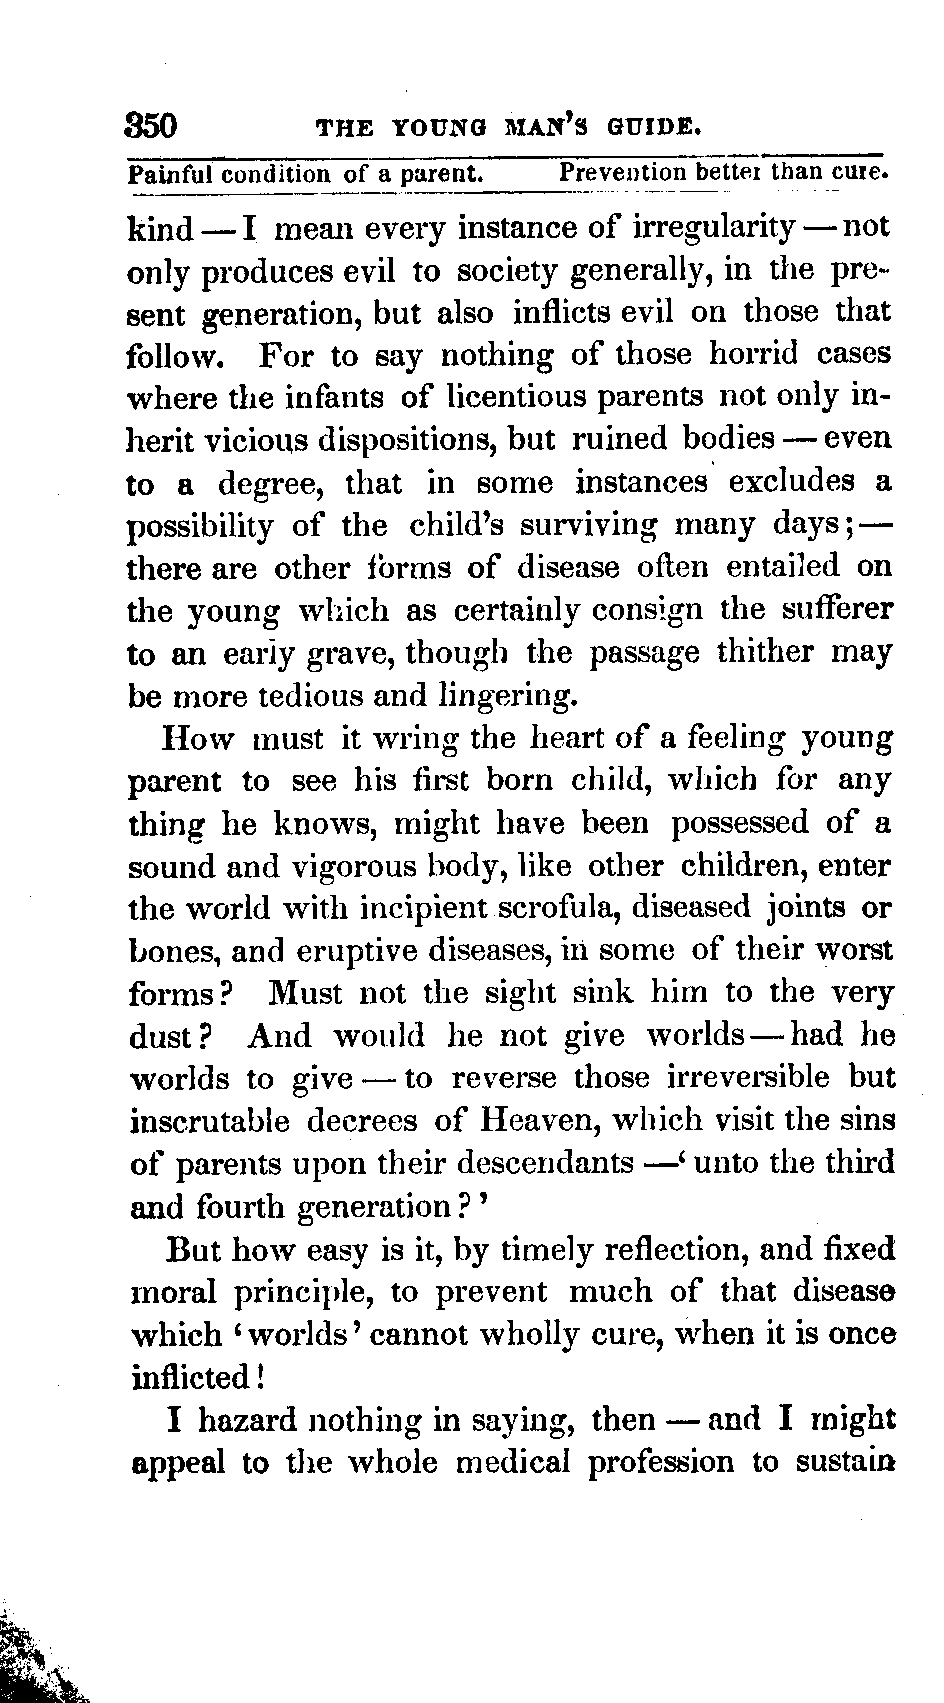 350 THE YOUNG MAN'S GUIDE.
Painful condition of a parent. Prevention better than cure.
kind — I mean every instance of irregularity — not
only produces evil to society generally, in the pre-
sent generation, but also inflicts evil on those that
follow. For to say nothing of those horrid cases
where the infants of licentious parents not only in-
herit vicious dispositions, but ruined bodies — even
to a degree, that in some instances excludes a
possibility of the child's surviving many days; —
there are other forms of disease often entailed on
the young which as certainly consign the sufferer
to an early grave, though the passage thither may
be more tedious and lingering.
How must it wring the heart of a feeling young
parent to see his first born child, which for any
thing he knows, might have been possessed of a
sound and vigorous body, like other children, enter
the world with incipient scrofula, diseased joints or
bones, and eruptive diseases, in some of their worst
forms? Must not the sight sink him to the very
dust? And would he not give worlds — had he
worlds to give — to reverse those irreversible but
inscrutable decrees of Heaven, which visit the sins
of parents upon their descendants —‘ unto the third
and fourth generation? ’
But how easy is it, by timely reflection, and fixed
moral principle, to prevent much of that disease
which ‘ worlds ’ cannot wholly cure, when it is once
inflicted!
I hazard nothing in saying, then — and I might
appeal to the whole medical profession to sustain